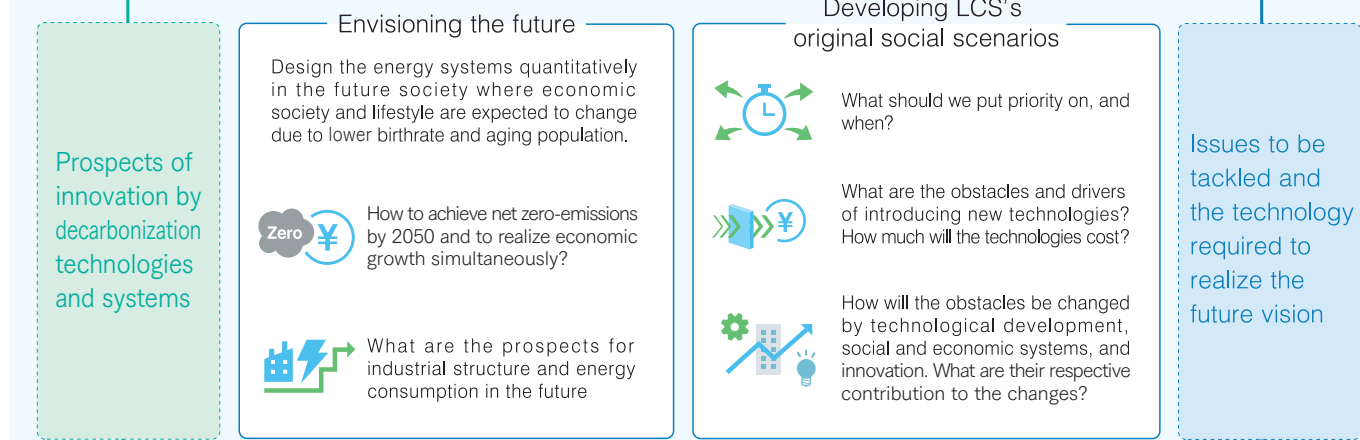 Prospects of
innovation by
decarbonization
technologies
and systems
Envisioning the future
Design the energy systems quantitatively
in the future society where economic
society and lifestyle are expected to change
due to lower birthrate and aging population.
Zero ¥
How to achieve net zero-emissions
by 2050 and to realize economic
growth simultaneously?
What are the prospects for
industrial structure and energy
consumption in the future
Developing LCS's
original social scenarios
What should we put priority on, and
when?
¥
What are the obstacles and drivers
of introducing new technologies?
How much will the technologies cost?
How will the obstacles be changed
by technological development,
social and economic systems, and
innovation. What are their respective
contribution to the changes?
Issues to be
tackled and
the technology
required to
realize the
future vision